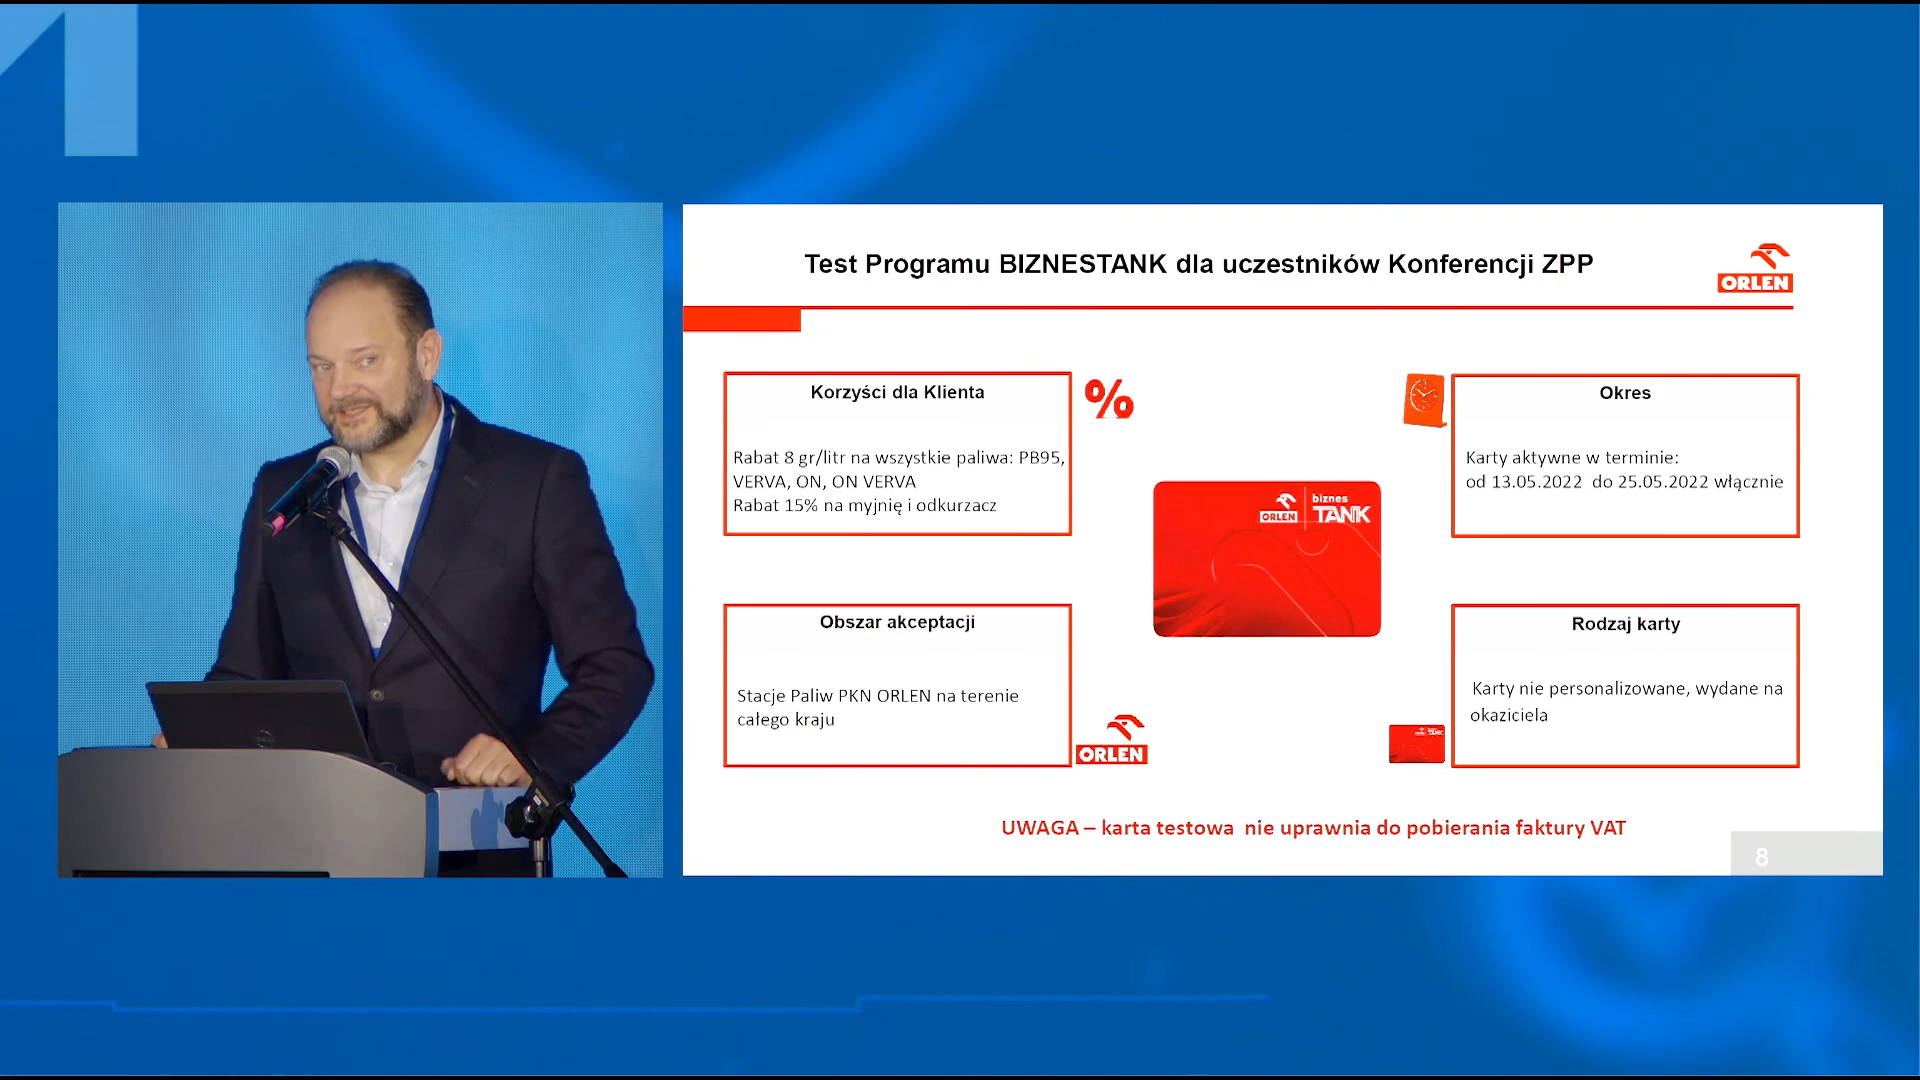 Test Programu BIZNESTANK dla uczestników Konferencji ZPP
ORLEN
Korzyści dla Klienta
%
Rabat 8 gr/litr na wszystkie paliwa: PB95,
VERVA, ON, ON VERVA
Rabat 15% na myjnię i odkurzacz
Okres
Karty aktywne w terminie:
od 13.05.2022  do 25.05.2022 włącznie
ORLEN
biznes
TANK
Obszar akceptacji
Stacje Paliw PKN ORLEN na terenie
całego kraju
ORLEN
Rodzaj karty
Karty nie personalizowane, wydane na
okaziciela
UWAGA – karta testowa  nie uprawnia do pobierania faktury VAT
8